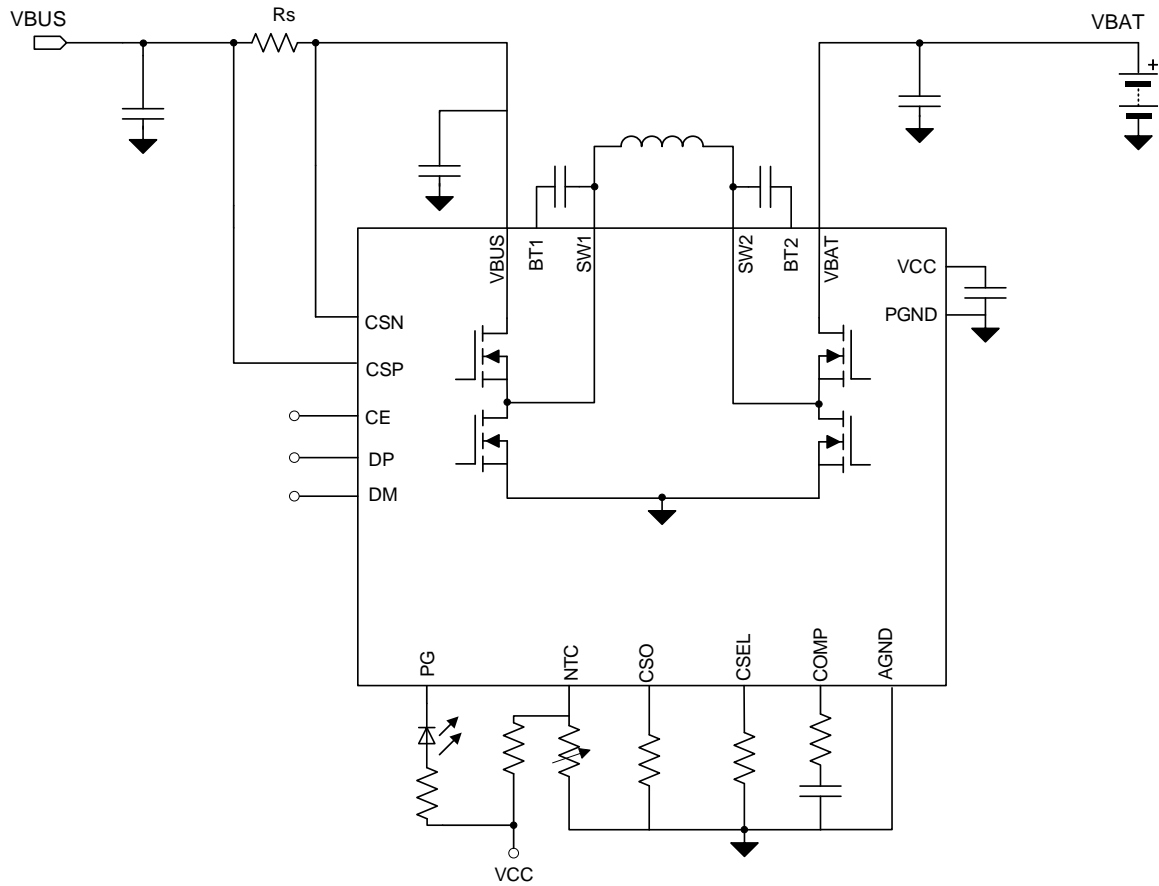 VBUS
Rs
VBAT
+
VBUS
BT1
SW1
SW2
BT2
VBAT
VCC
PGND
CSN
CSP
CE
DP
DM
PG
NTC
CSO
CSEL
COMP
AGND
VCC